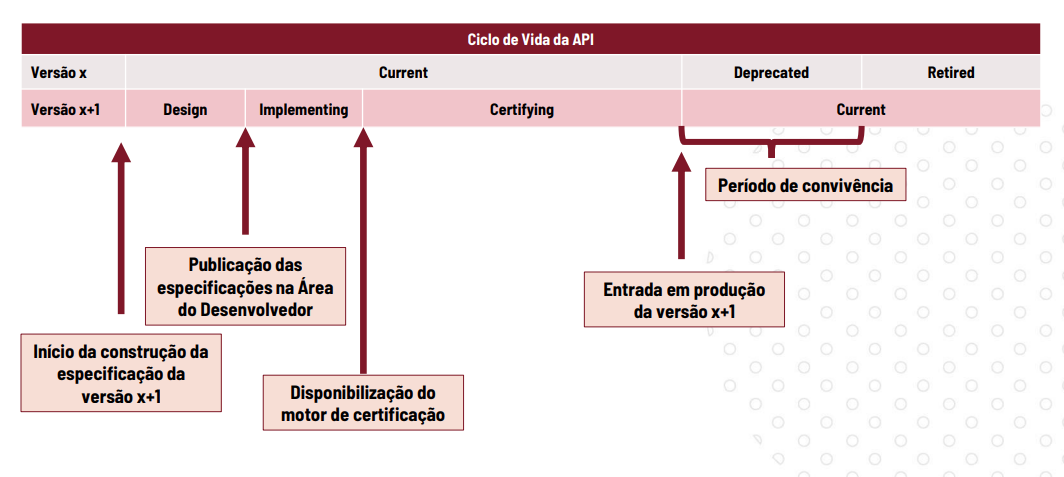 Ciclo de Vida da API
Versão x Current Deprecated Retired
Versão x+1 Design Implementing Certifying Current
Período de convivência
Publicação das
especificações na Área
do Desenvolvedor
Entrada em produção
da versão x+1
Início da construção da
especificação da
versão x+1
Disponibilização do
motor de certificação